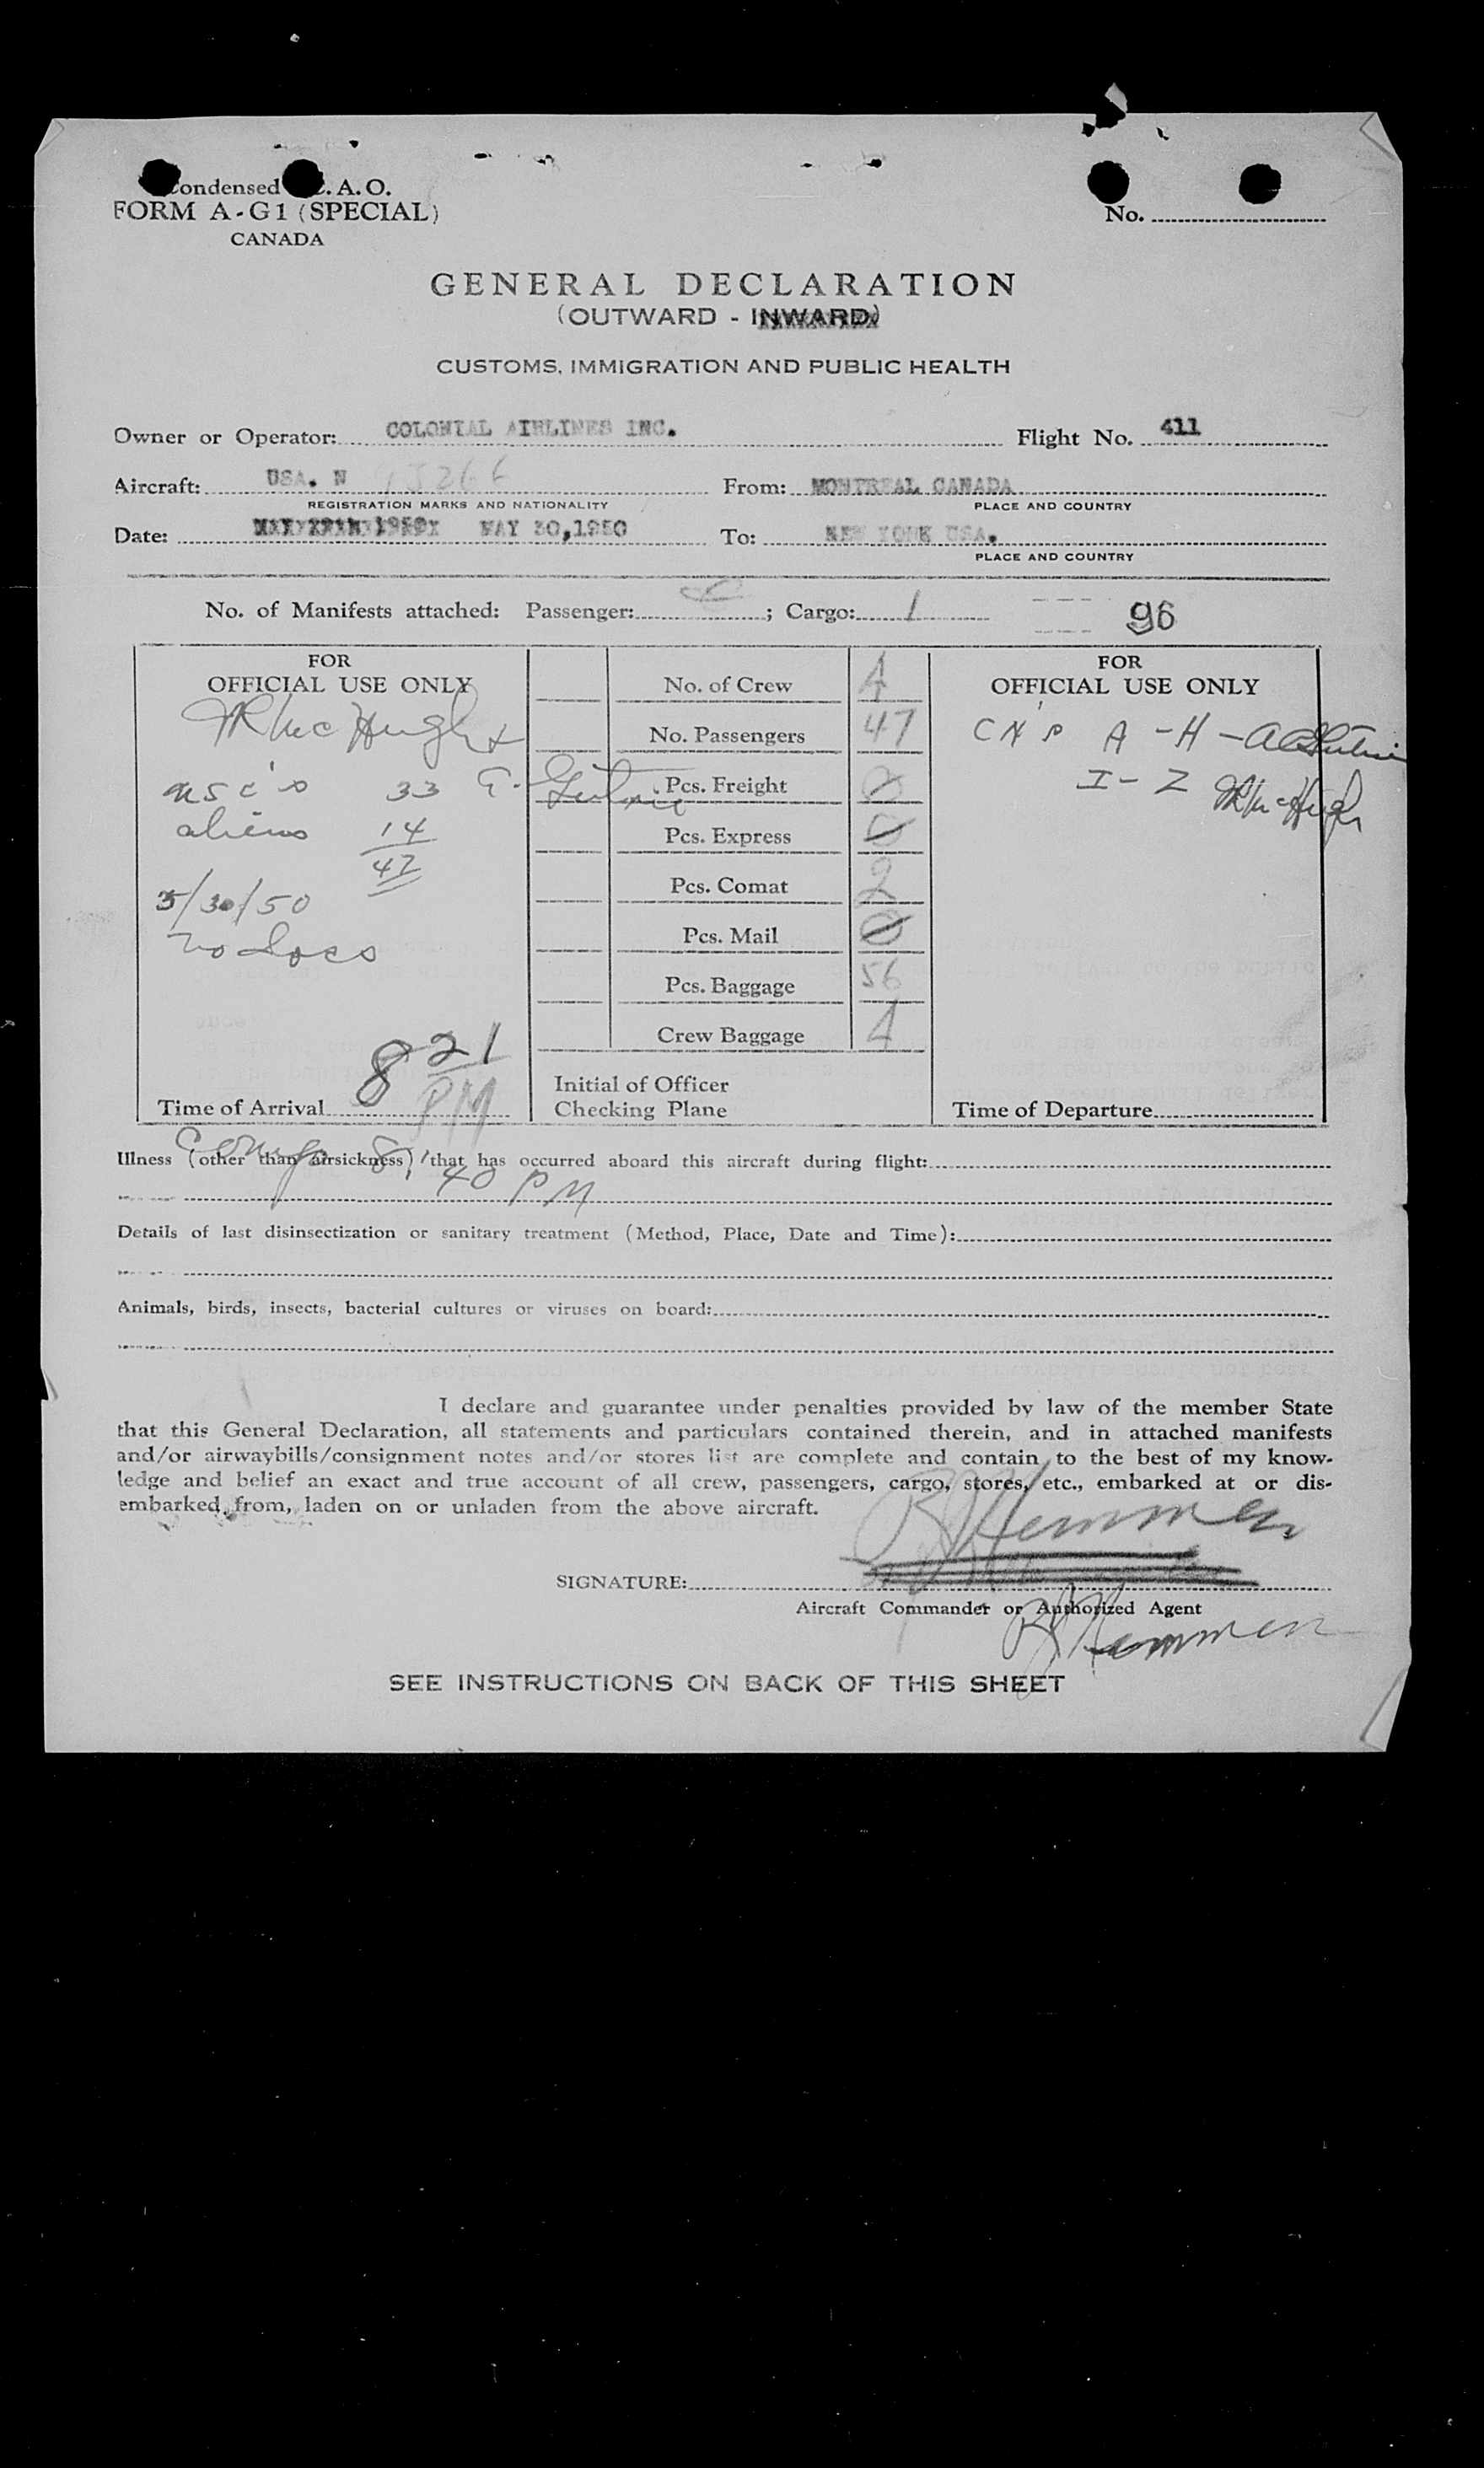 Condensed C. A. O.
FORM A-G1 (SPECIAL)
CANADA
No.
GENERAL DECLARATION
(OUTWARD - INWARD)
CUSTOMS, IMMIGRATION AND PUBLIC HEALTH
Owner or Operator: COLONIAL AIRLINES INC. Flight No. 411
Aircraft: USA. N From: MONTREAL CANADA
REGISTRATION MARKS AND NATIONALITY PLACE AND COUNTRY
Date: MAY 30,1950 To: NEW YORK USA.
PLACE AND COUNTRY
No. of Manifests attached: Passenger: ; Cargo: 1 96
FOR
OFFICIAL USE ONLY
McHugh
usc's 33
aliens 14
47
5/30/50
no docs
8 21
PM
Time of Arrival
No. of Crew 4
No. Passengers 47
Pcs. Freight 0
Pcs. Express 0
Pcs. Comat 2
Pcs. Mail 0
Pcs. Baggage 56
Crew Baggage 4
Initial of Officer
Checking Plane
FOR
OFFICIAL USE ONLY
A - H -
I - Z McHugh
Time of Departure
Illness (other than airsickness) that has occurred aboard this aircraft during flight:
8:40 PM
Details of last disinsectization or sanitary treatment (Method, Place, Date and Time):
Animals, birds, insects, bacterial cultures or viruses on board:
I declare and guarantee under penalties provided by law of the member State
that this General Declaration, all statements and particulars contained therein, and in attached manifests
and/or airwaybills/consignment notes and/or stores list are complete and contain to the best of my know-
ledge and belief an exact and true account of all crew, passengers, cargo, stores, etc., embarked at or dis-
embarked from, laden on or unladen from the above aircraft.
SIGNATURE:
Aircraft Commander or Authorized Agent
SEE INSTRUCTIONS ON BACK OF THIS SHEET